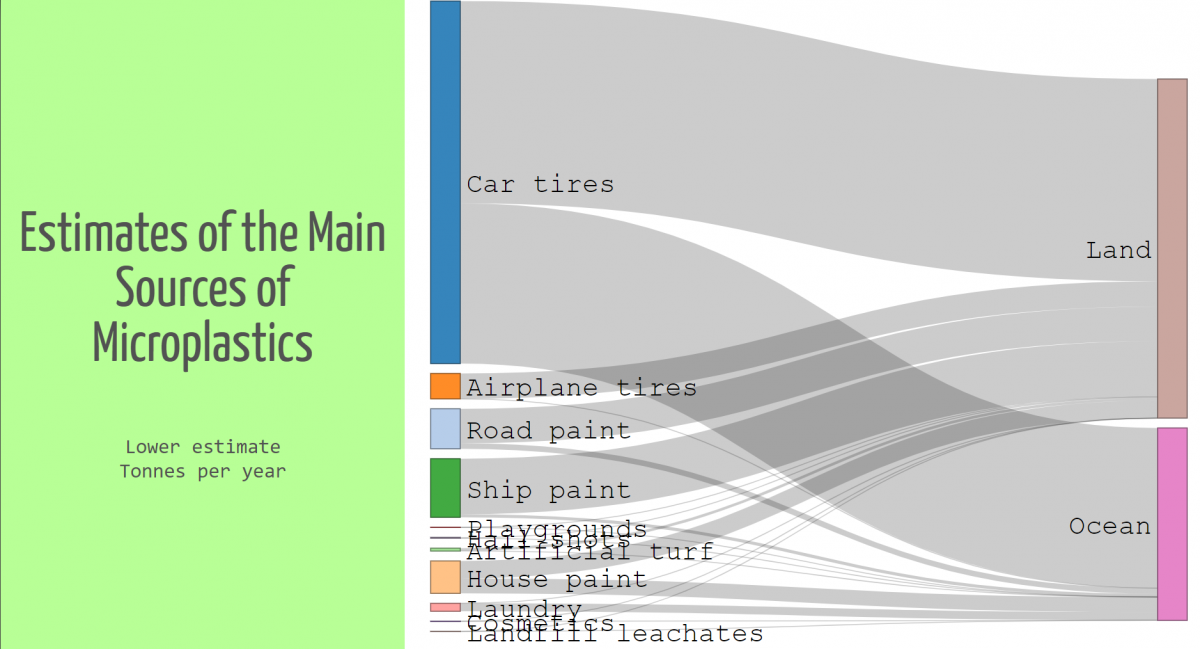 Estimates of the Main
Sources of
Microplastics
Lower estimate
Tonnes per year
Car tires
Airplane tires
Road paint
Ship paint
Playgrounds
Artificial turf
House paint
Laundry
Cosmetics
Landfill leachates
Land
Ocean